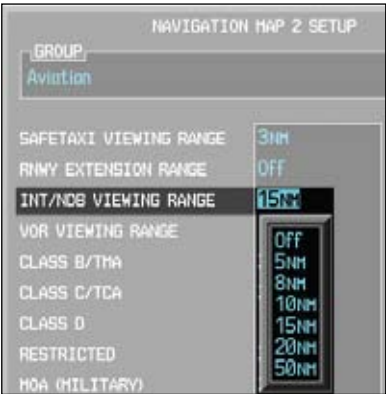 NAVIGATION MAP 2 SETUP
GROUP
Aviation
SAFETAXI VIEWING RANGE 3NM
RNWY EXTENSION RANGE Off
INT/NDB VIEWING RANGE 15NM
VOR VIEWING RANGE
CLASS B/TMA
CLASS C/TCA
CLASS D
RESTRICTED
MOA (MILITARY)
Off
5NM
8NM
10NM
15NM
20NM
50NM